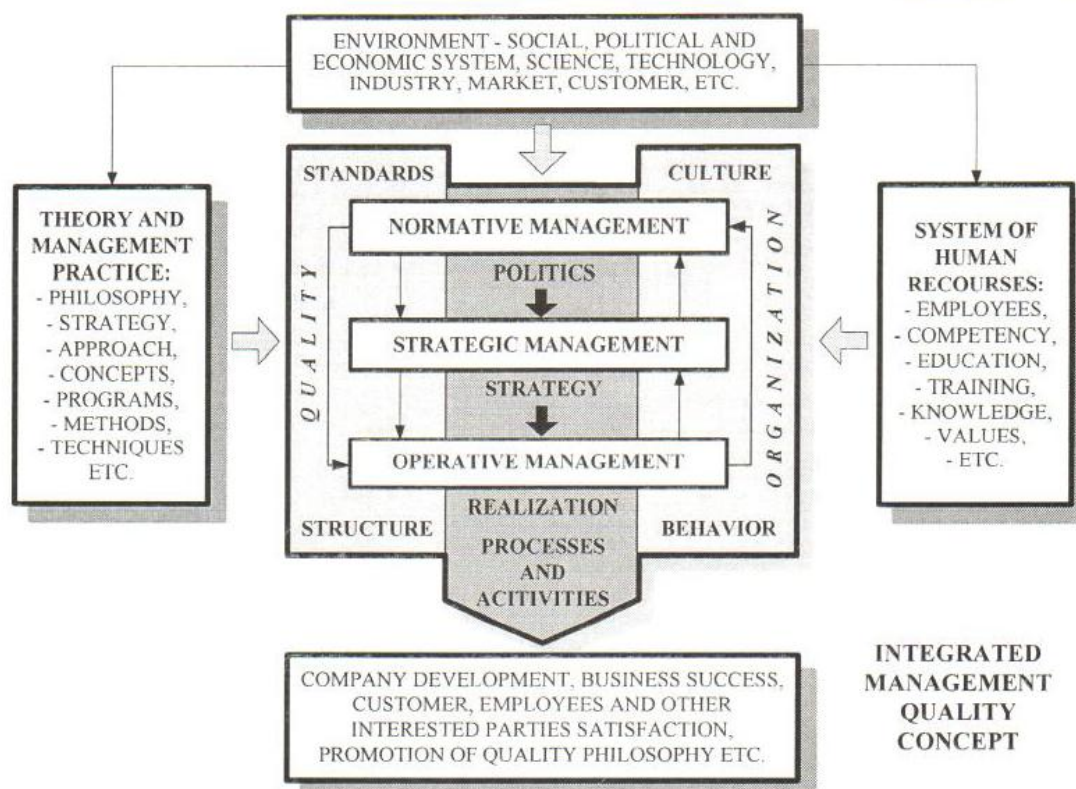 ENVIRONMENT - SOCIAL, POLITICAL AND
ECONOMIC SYSTEM, SCIENCE, TECHNOLOGY,
INDUSTRY, MARKET, CUSTOMER, ETC.
THEORY AND
MANAGEMENT
PRACTICE:
- PHILOSOPHY,
- STRATEGY,
- APPROACH,
- CONCEPTS,
- PROGRAMS,
- METHODS,
- TECHNIQUES
ETC.
STANDARDS
CULTURE
QUALITY
NORMATIVE MANAGEMENT
POLITICS
STRATEGIC MANAGEMENT
STRATEGY
OPERATIVE MANAGEMENT
ORGANIZATION
STRUCTURE
REALIZATION
BEHAVIOR
PROCESSES
AND
ACITIVITIES
SYSTEM OF
HUMAN
RECOURSES:
- EMPLOYEES,
- COMPETENCY,
- EDUCATION,
- TRAINING,
- KNOWLEDGE,
- VALUES,
- ETC.
COMPANY DEVELOPMENT, BUSINESS SUCCESS,
CUSTOMER, EMPLOYEES AND OTHER
INTERESTED PARTIES SATISFACTION,
PROMOTION OF QUALITY PHILOSOPHY ETC.
INTEGRATED
MANAGEMENT
QUALITY
CONCEPT